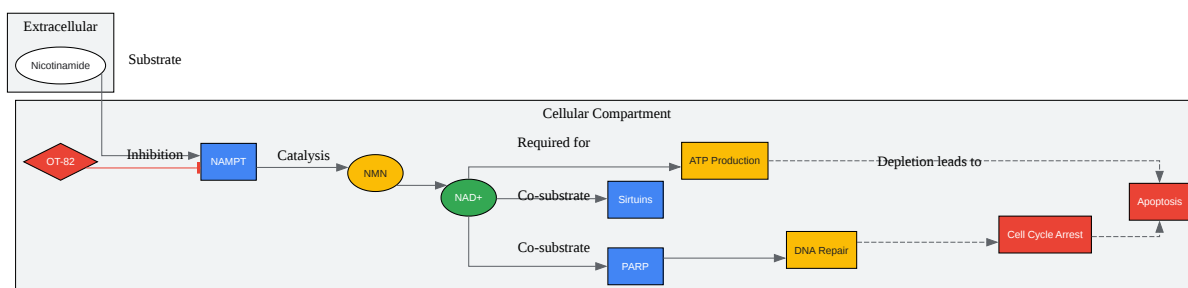 Extracellular
Nicotinamide
Substrate
Cellular Compartment
Required for
OT-82
Inhibition
NAMPT
Catalysis
NMN
NAD+
ATP Production
Depletion leads to
Co-substrate
Sirtuins
Apoptosis
Co-substrate
PARP
DNA Repair
Cell Cycle Arrest